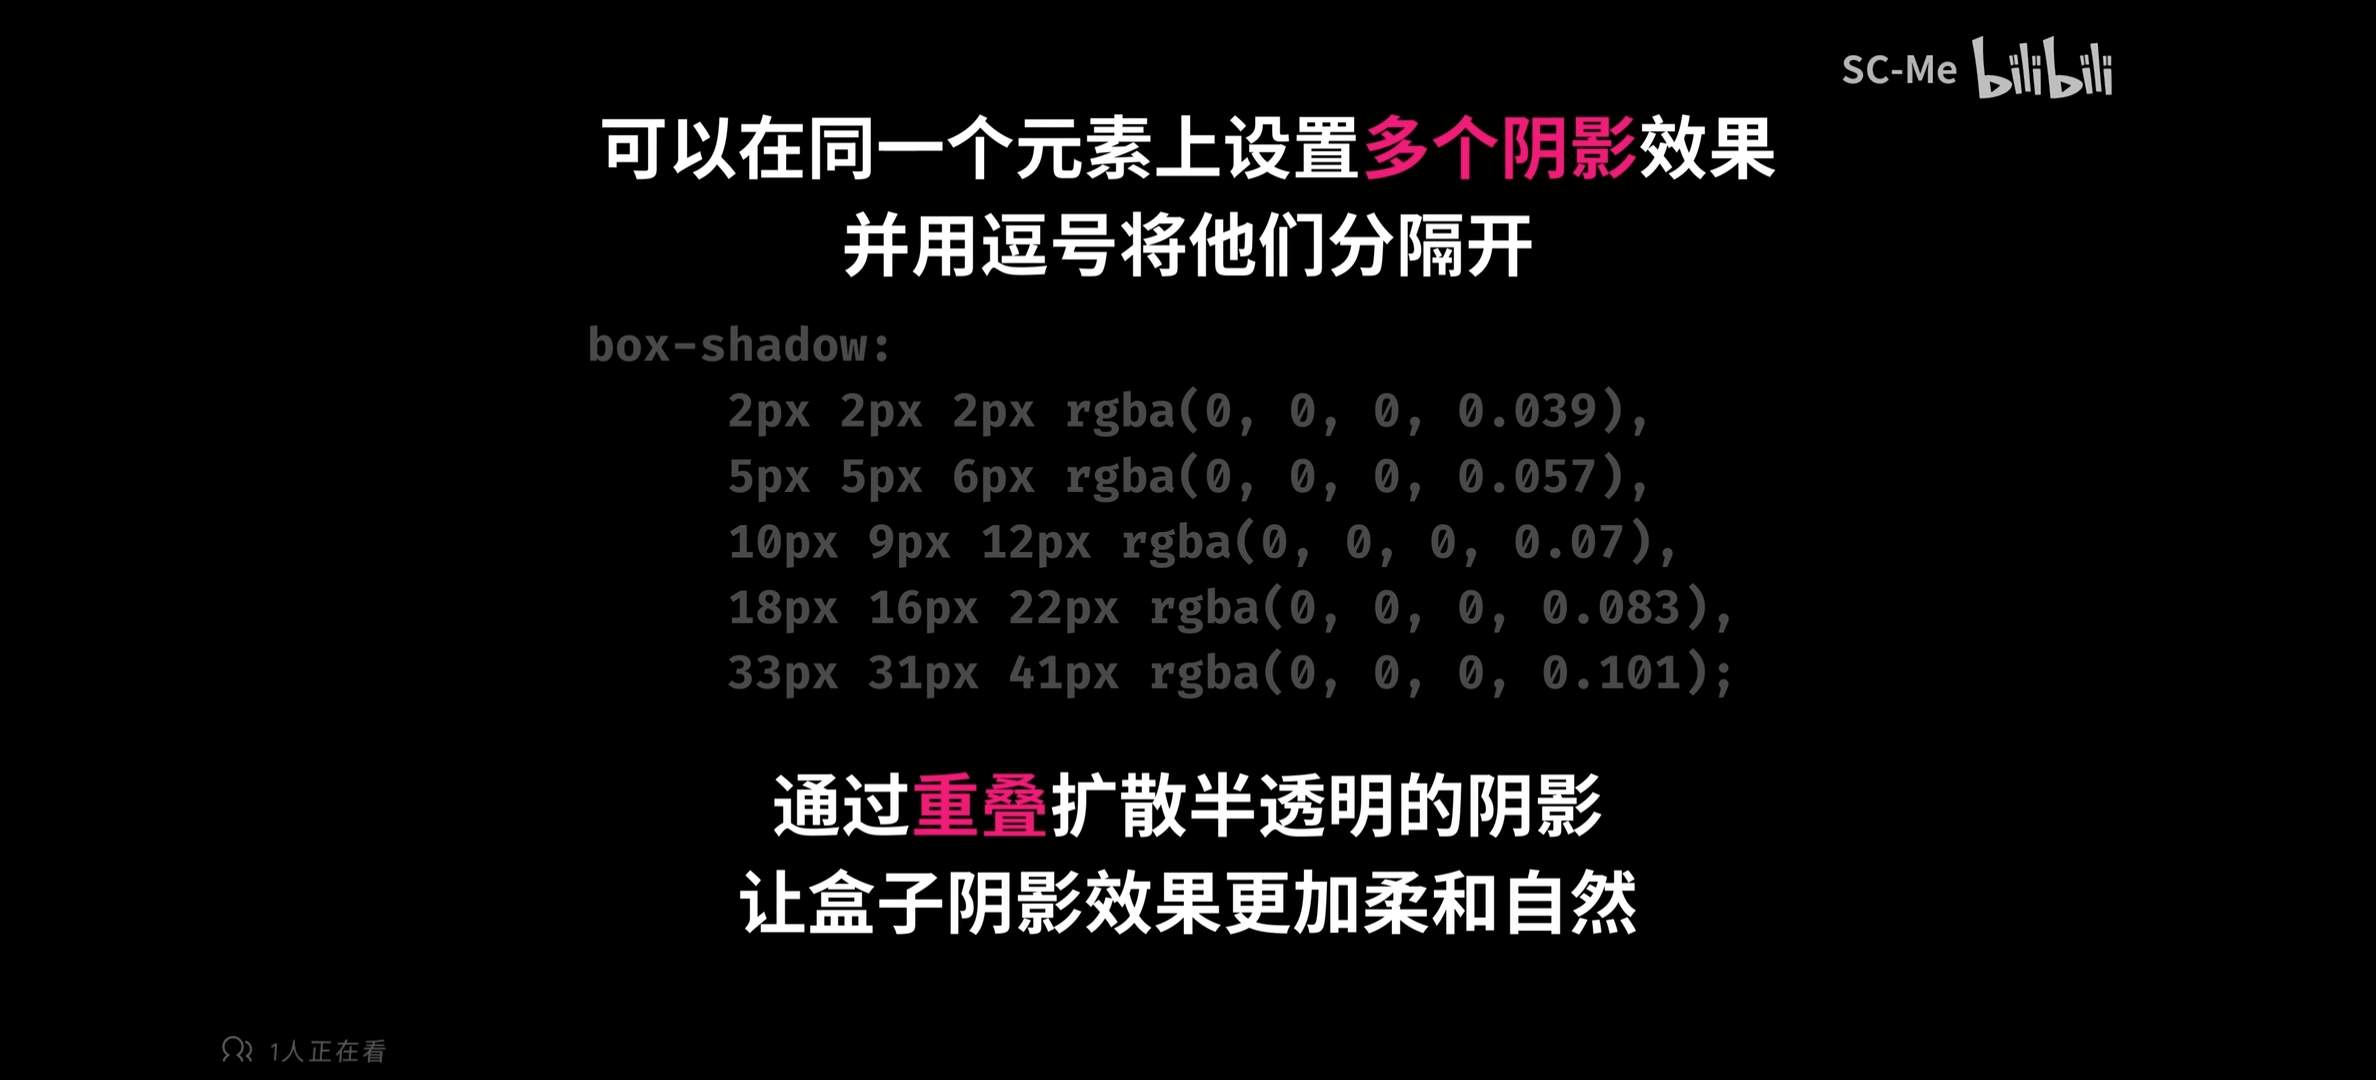 SC-Me bilibili
可以在同一个元素上设置多个阴影效果
并用逗号将他们分隔开
box-shadow:
2px 2px 2px rgba(0, 0, 0, 0.039),
5px 5px 6px rgba(0, 0, 0, 0.057),
10px 9px 12px rgba(0, 0, 0, 0.07),
18px 16px 22px rgba(0, 0, 0, 0.083),
33px 31px 41px rgba(0, 0, 0, 0.101);
通过重叠扩散半透明的阴影
让盒子阴影效果更加柔和自然
1人正在看